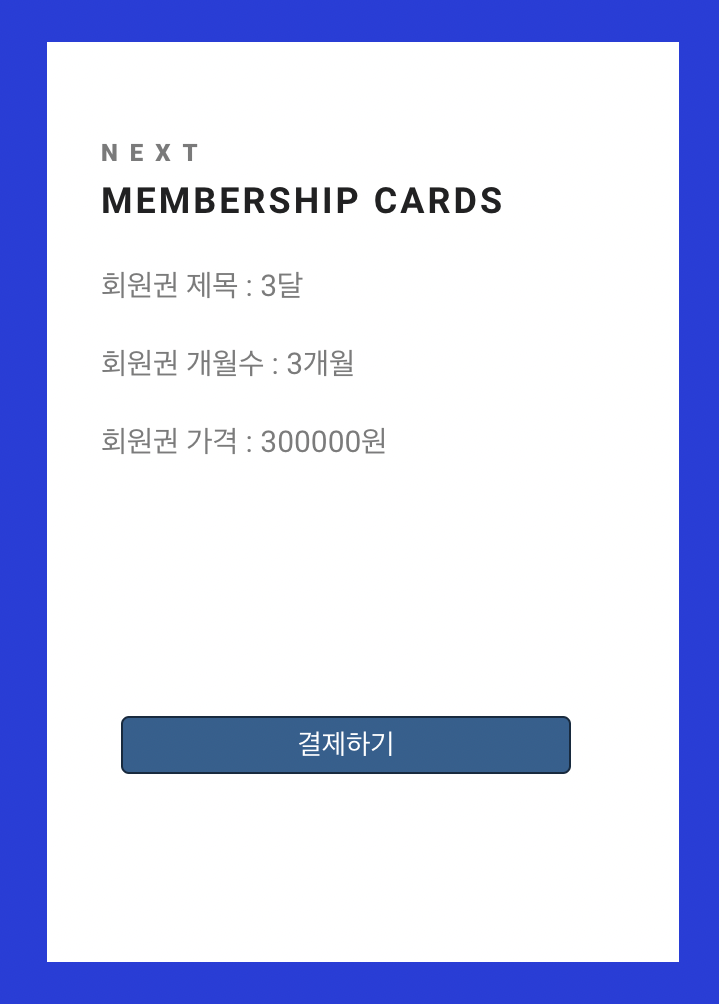 NEXT
MEMBERSHIP CARDS
회원권 제목 : 3달
회원권 개월수 : 3개월
회원권 가격 : 300000원
결제하기